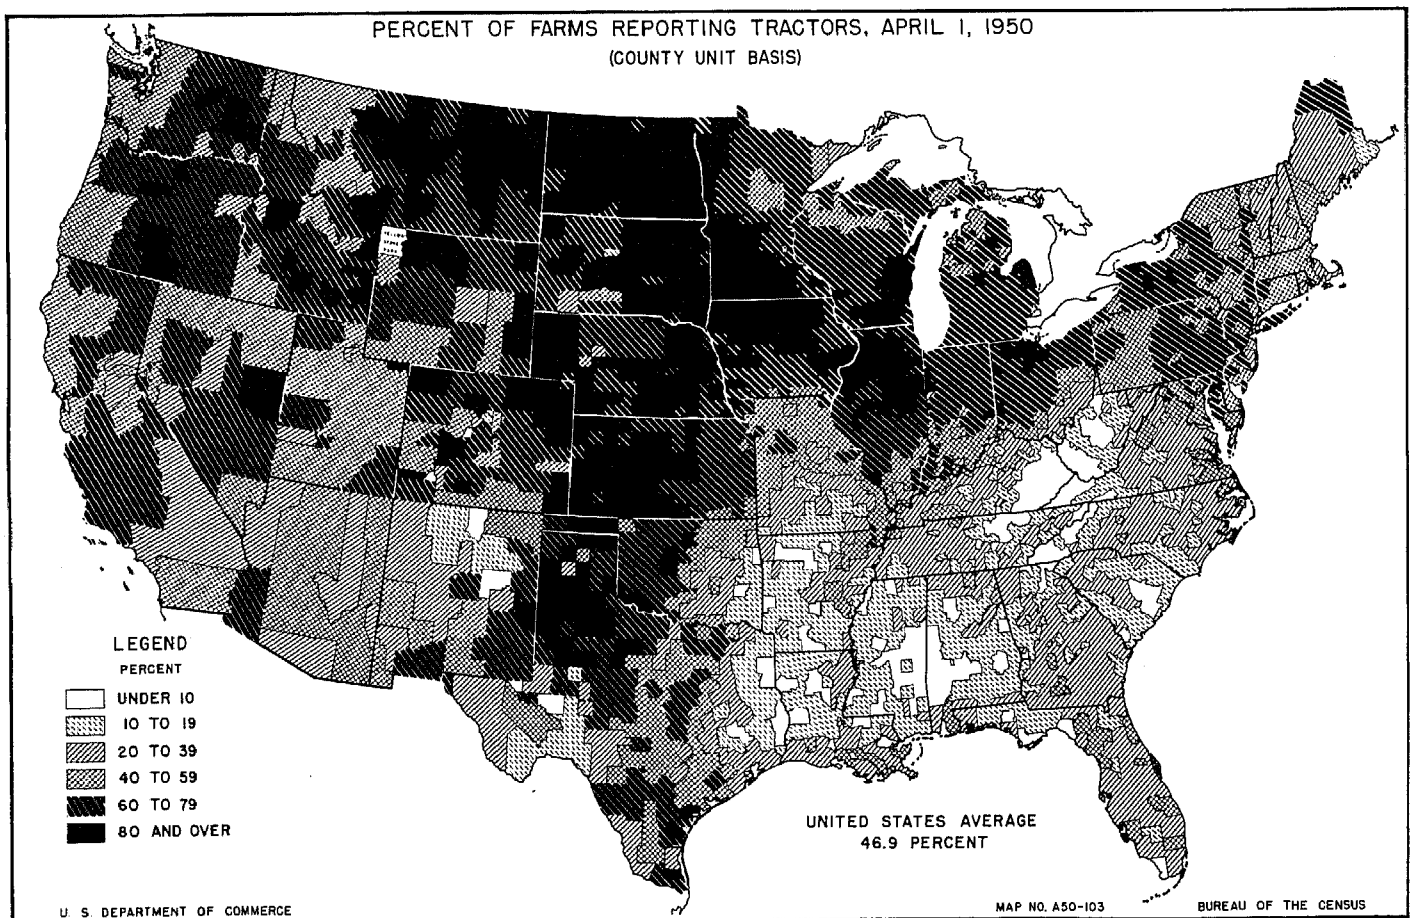 PERCENT OF FARMS REPORTING TRACTORS, APRIL 1, 1950
(COUNTY UNIT BASIS)
LEGEND
PERCENT
UNDER 10
10 TO 19
20 TO 39
40 TO 59
60 TO 79
80 AND OVER
UNITED STATES AVERAGE
46.9 PERCENT
U. S. DEPARTMENT OF COMMERCE
MAP NO. A50-103
BUREAU OF THE CENSUS